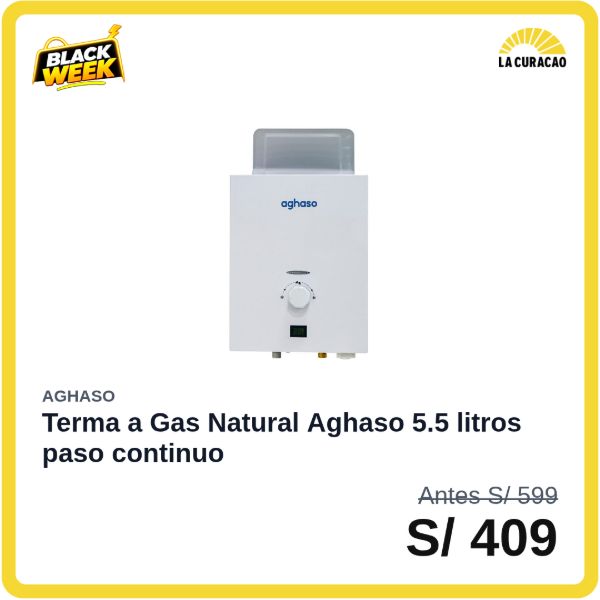 BLACK
WEEK
LA CURACAO
aghaso
AGHASO
Terma a Gas Natural Aghaso 5.5 litros
paso continuo
Antes S/ 599
S/ 409